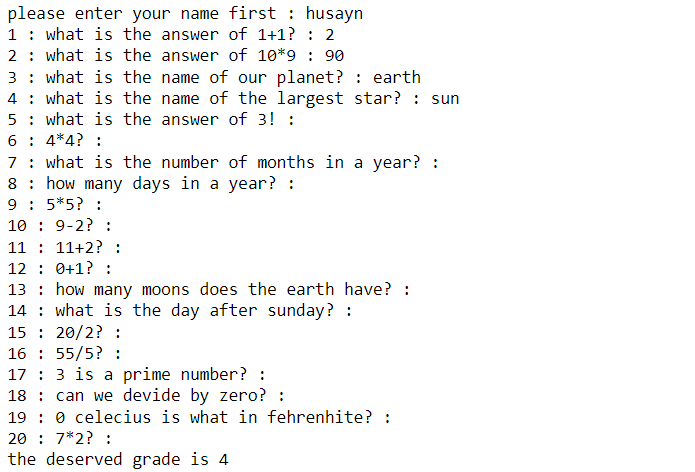 please enter your name first : husayn
1 : what is the answer of 1+1? : 2
2 : what is the answer of 10*9 : 90
3 : what is the name of our planet? : earth
4 : what is the name of the largest star? : sun
5 : what is the answer of 3! :
6 : 4*4? :
7 : what is the number of months in a year? :
8 : how many days in a year? :
9 : 5*5? :
10 : 9-2? :
11 : 11+2? :
12 : 0+1? :
13 : how many moons does the earth have? :
14 : what is the day after sunday? :
15 : 20/2? :
16 : 55/5? :
17 : 3 is a prime number? :
18 : can we devide by zero? :
19 : 0 celecius is what in fehrenhite? :
20 : 7*2? :
the deserved grade is 4